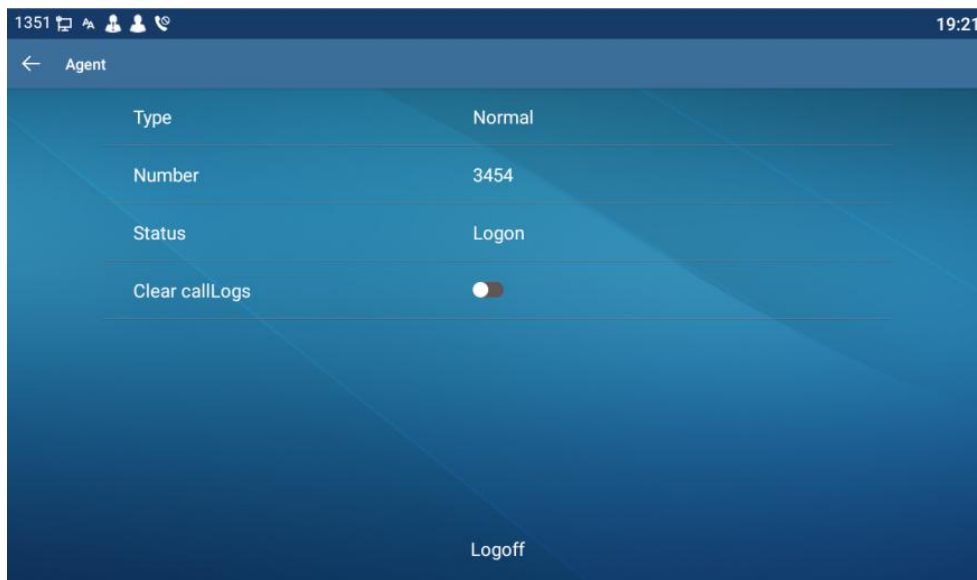 1351 19:21
Agent
Type Normal
Number 3454
Status Logon
Clear callLogs
Logoff